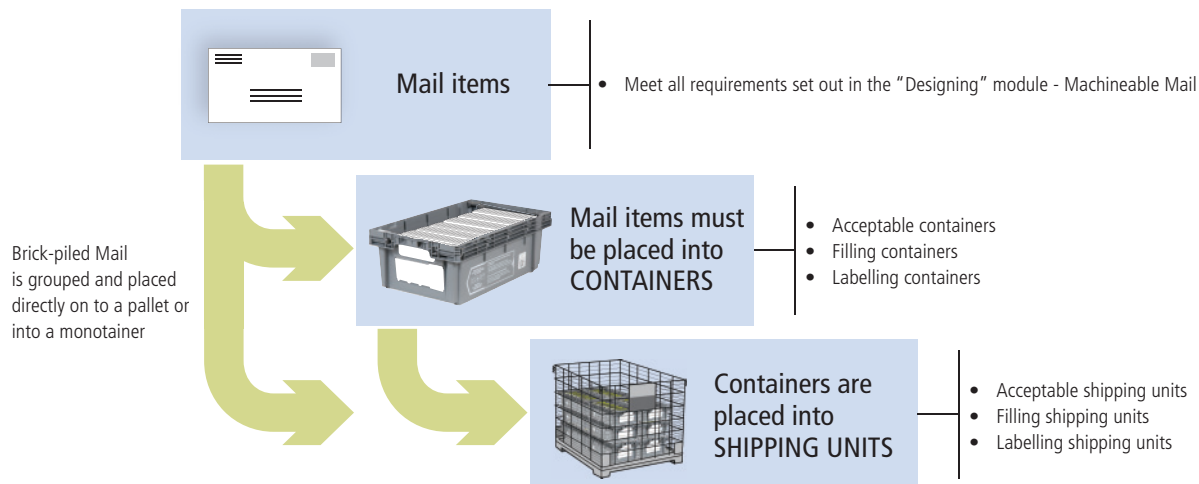 Mail items
• Meet all requirements set out in the “Designing” module - Machineable Mail
Brick-piled Mail
is grouped and placed
directly on to a pallet or
into a monotainer
Mail items must
be placed into
CONTAINERS
• Acceptable containers
• Filling containers
• Labelling containers
Containers are
placed into
SHIPPING UNITS
• Acceptable shipping units
• Filling shipping units
• Labelling shipping units